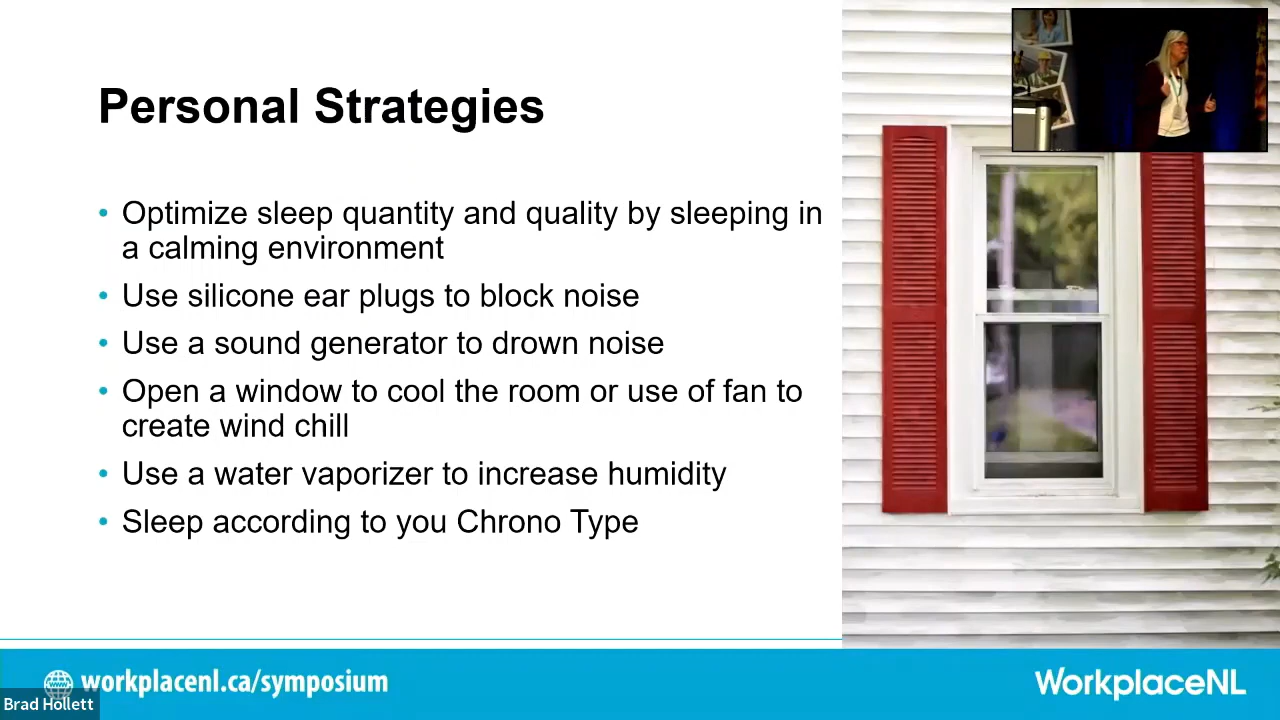 Personal Strategies
• Optimize sleep quantity and quality by sleeping in
a calming environment
• Use silicone ear plugs to block noise
• Use a sound generator to drown noise
• Open a window to cool the room or use of fan to
create wind chill
• Use a water vaporizer to increase humidity
• Sleep according to you Chrono Type
www
workplacenl.ca/symposium
WorkplaceNL
Brad Hollett